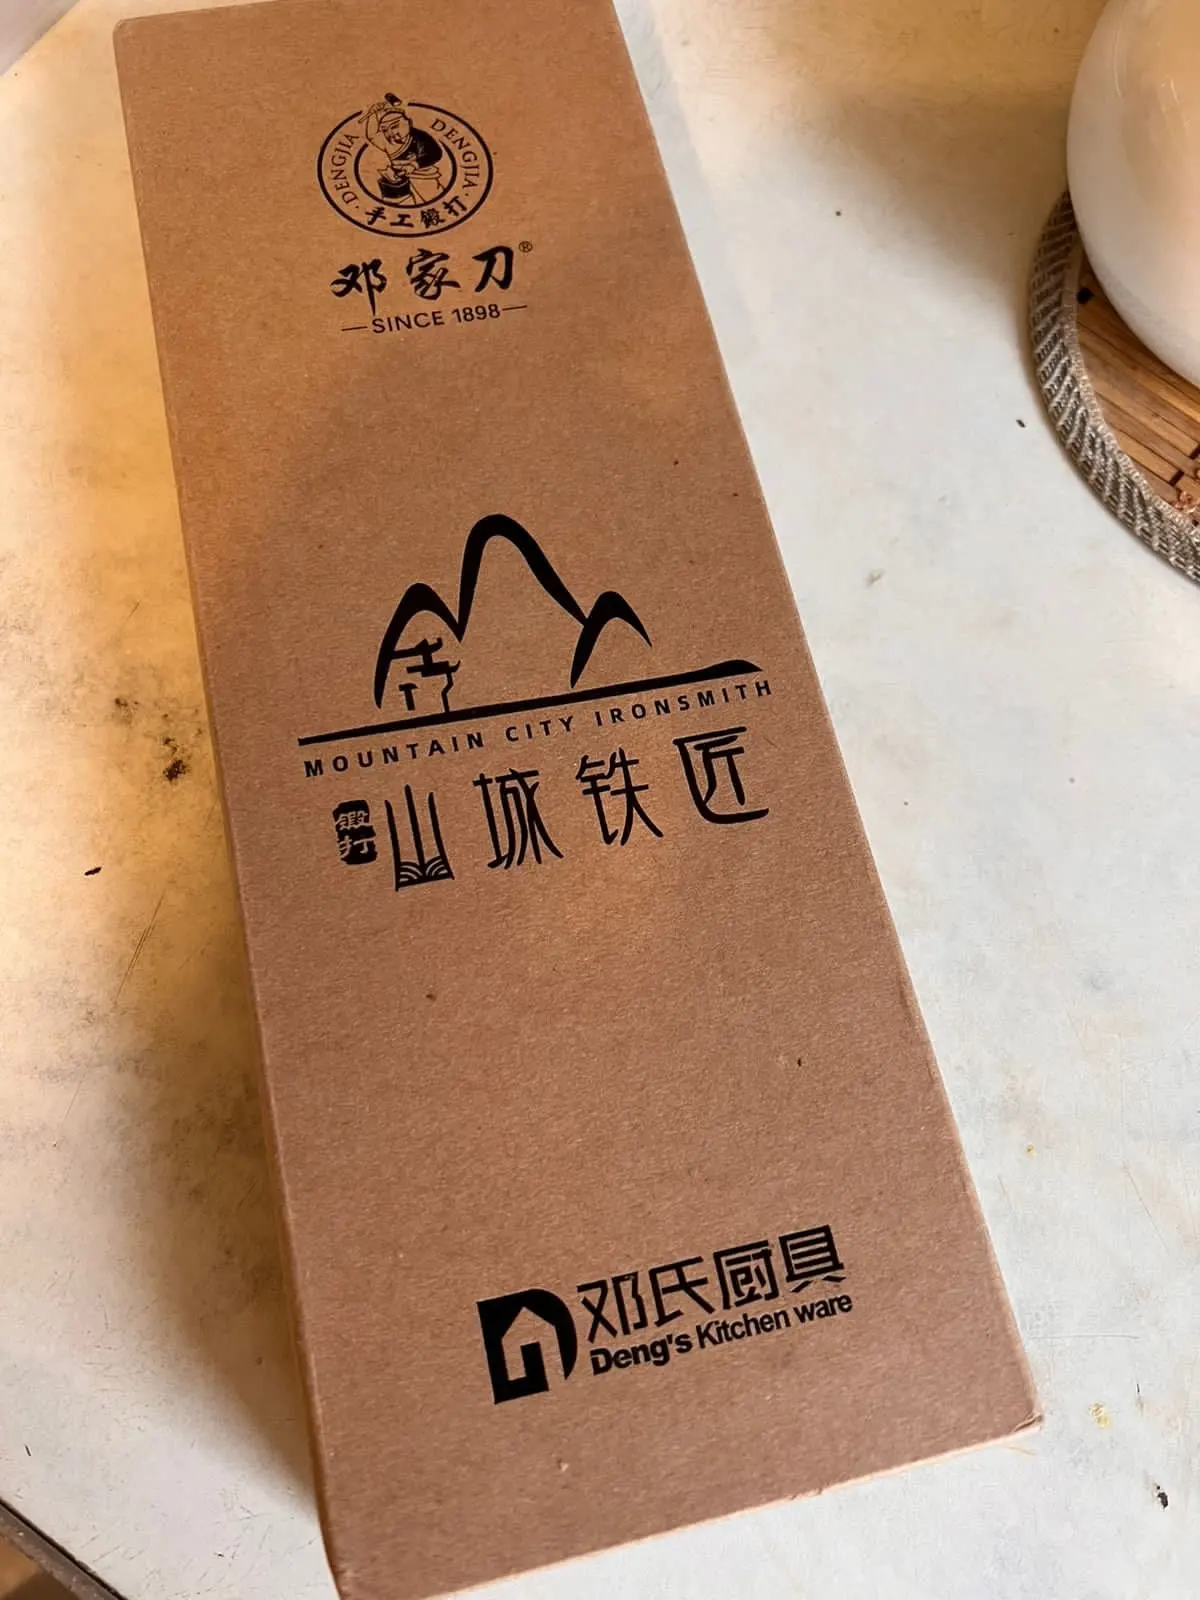 ·DENGJIA DENGJIA·
手工锻打
邓家刀®
—SINCE 1898—
MOUNTAIN CITY IRONSMITH
锻打
山城铁匠
邓氏厨具
Deng's Kitchen ware